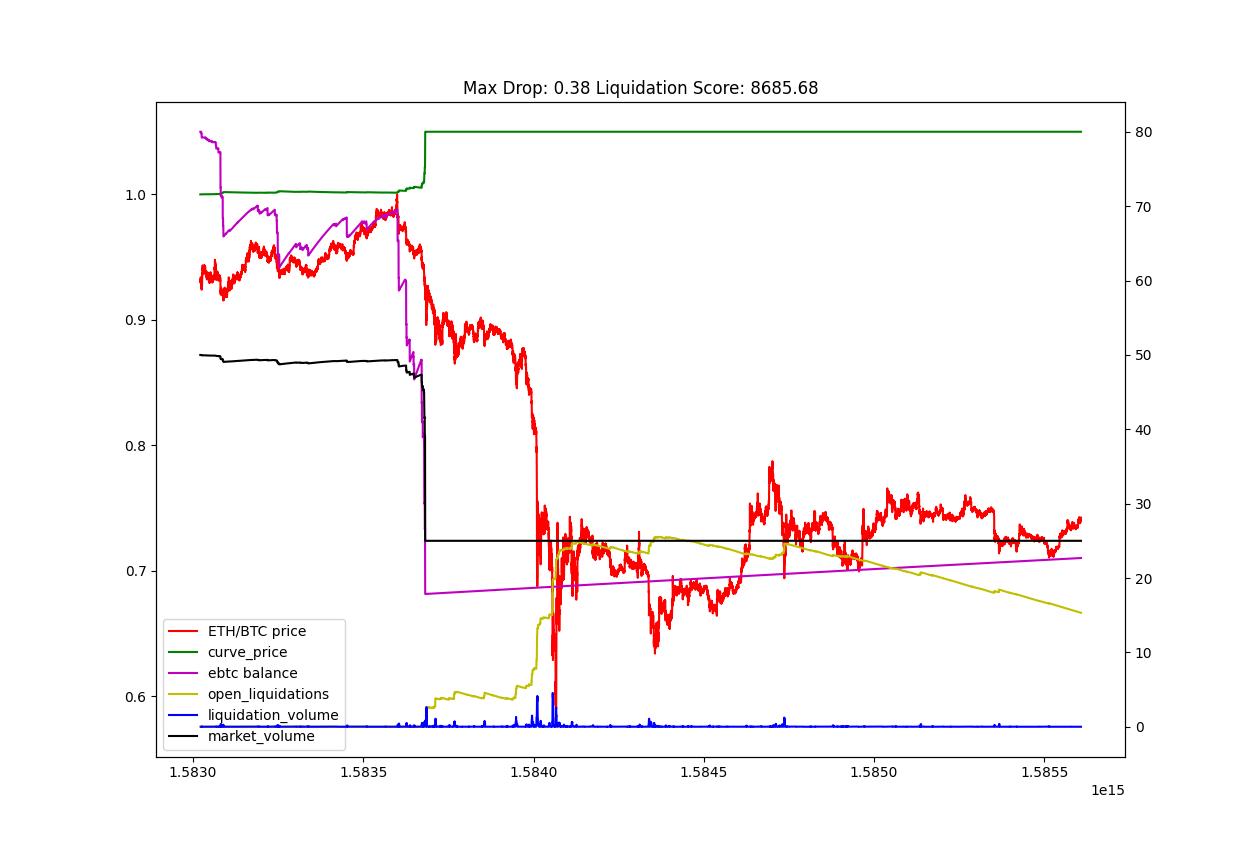 Max Drop: 0.38 Liquidation Score: 8685.68
1.0
0.9
0.8
0.7
0.6
80
70
60
50
40
30
20
10
0
ETH/BTC price
curve_price
ebtc balance
open_liquidations
liquidation_volume
market_volume
1.5830 1.5835 1.5840 1.5845 1.5850 1.5855
1e15